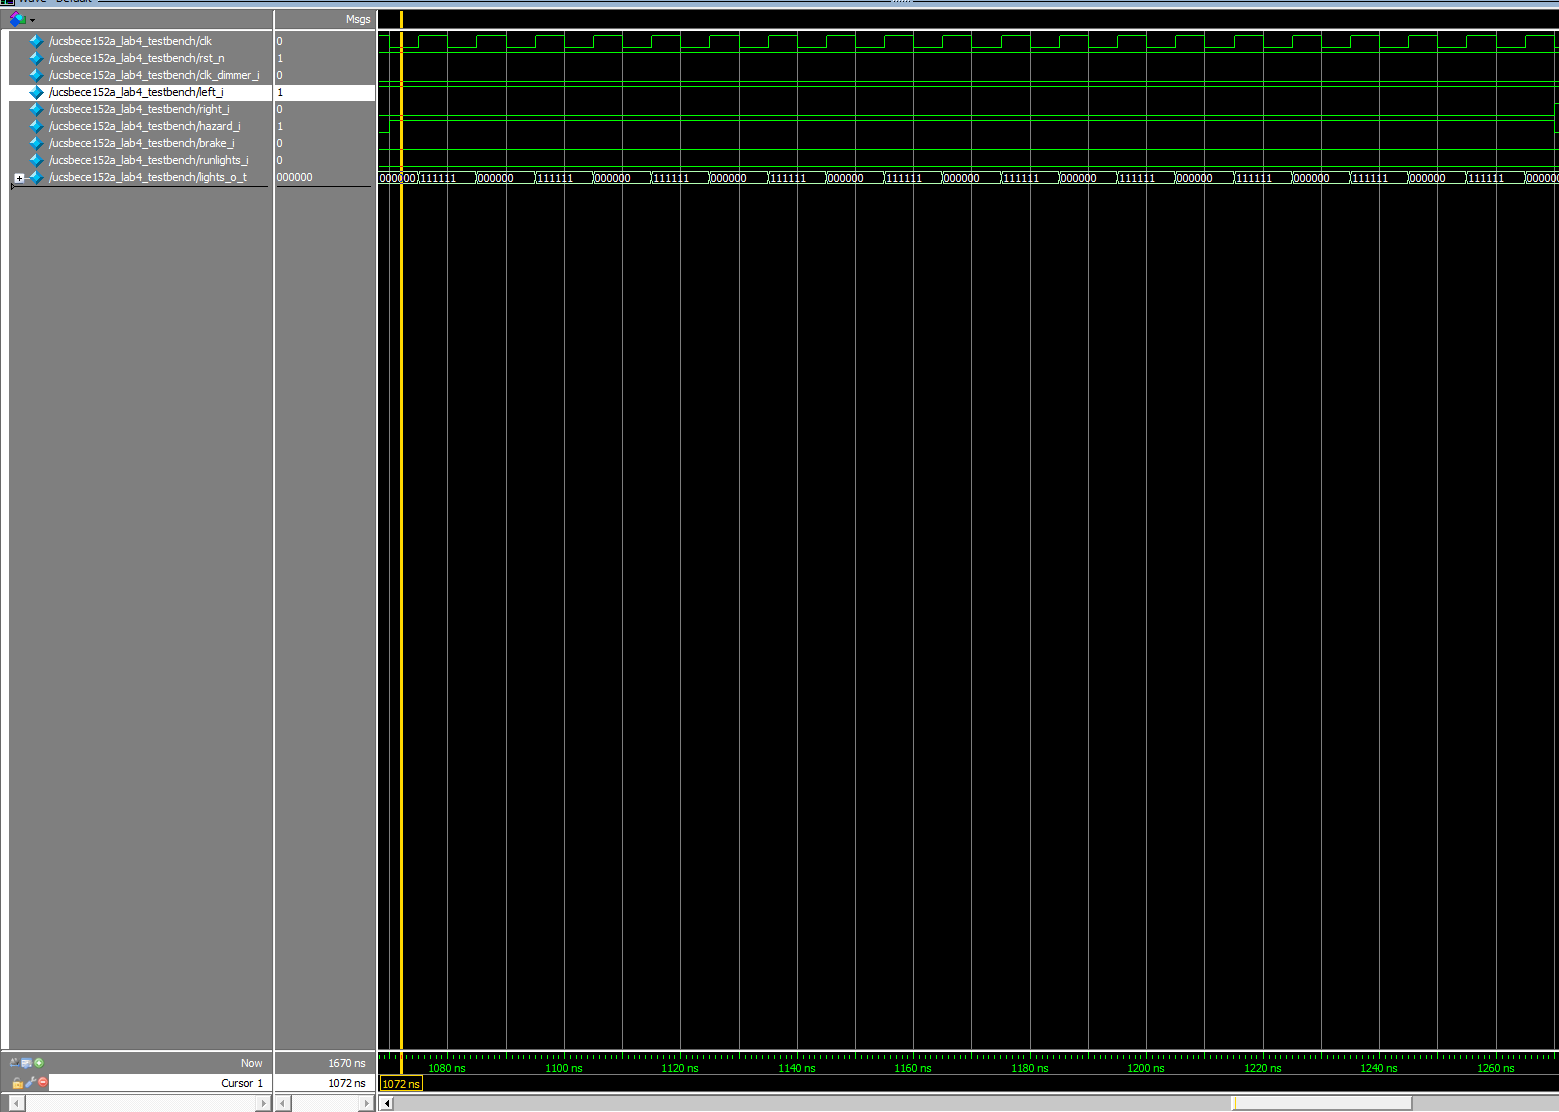 Wave - Default
Msgs
/ucsbece152a_lab4_testbench/clk 0
/ucsbece152a_lab4_testbench/rst_n 1
/ucsbece152a_lab4_testbench/clk_dimmer_i 0
/ucsbece152a_lab4_testbench/left_i 1
/ucsbece152a_lab4_testbench/right_i 0
/ucsbece152a_lab4_testbench/hazard_i 1
/ucsbece152a_lab4_testbench/brake_i 0
/ucsbece152a_lab4_testbench/runlights_i 0
/ucsbece152a_lab4_testbench/lights_o_t 000000 000000 111111 000000 111111 000000 111111 000000 111111 000000 111111 000000 111111 000000 111111 000000 111111 000000 111111 000000 111111 00000
Now 1670 ns 1080 ns 1100 ns 1120 ns 1140 ns 1160 ns 1180 ns 1200 ns 1220 ns 1240 ns 1260 ns
Cursor 1 1072 ns 1072 ns